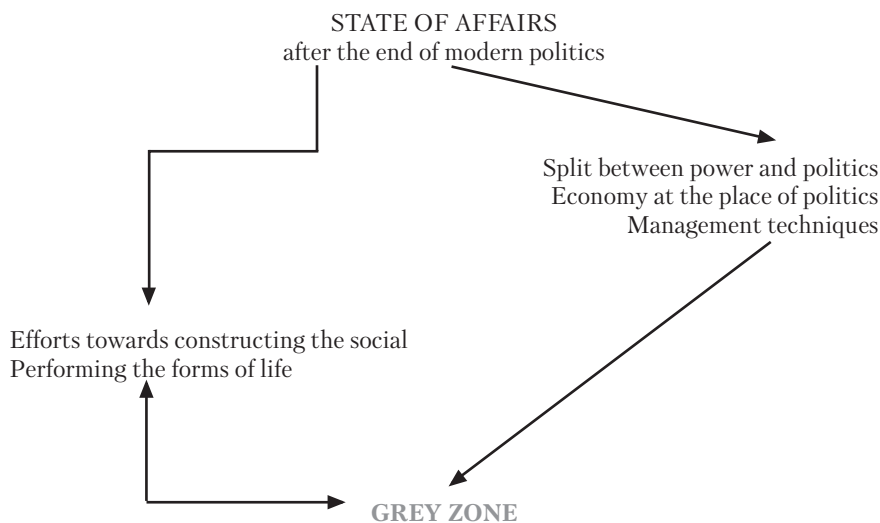 STATE OF AFFAIRS
after the end of modern politics
Split between power and politics
Economy at the place of politics
Management techniques
Efforts towards constructing the social
Performing the forms of life
GREY ZONE